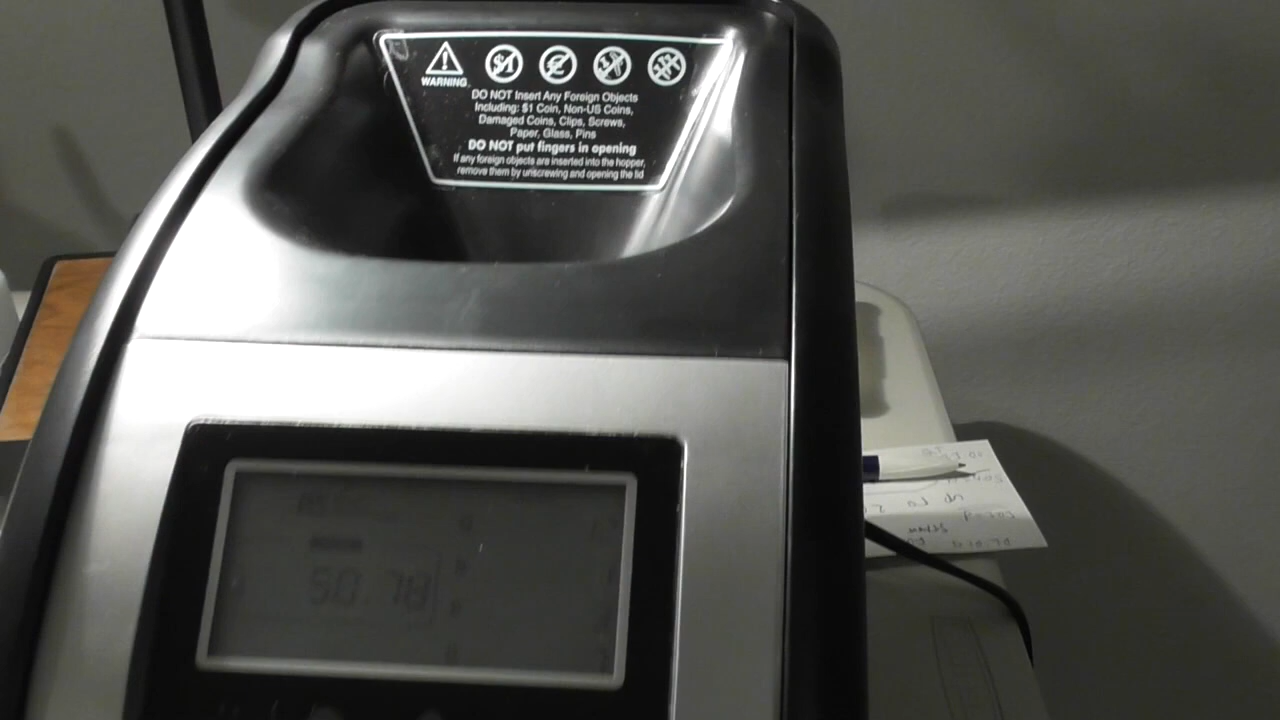 WARNING
DO NOT Insert Any Foreign Objects
Including: $1 Coin, Non-US Coins,
Damaged Coins, Clips, Screws,
Paper, Glass, Pins
DO NOT put fingers in opening
If any foreign objects are inserted into the hopper,
remove them by unscrewing and opening the lid
50.78